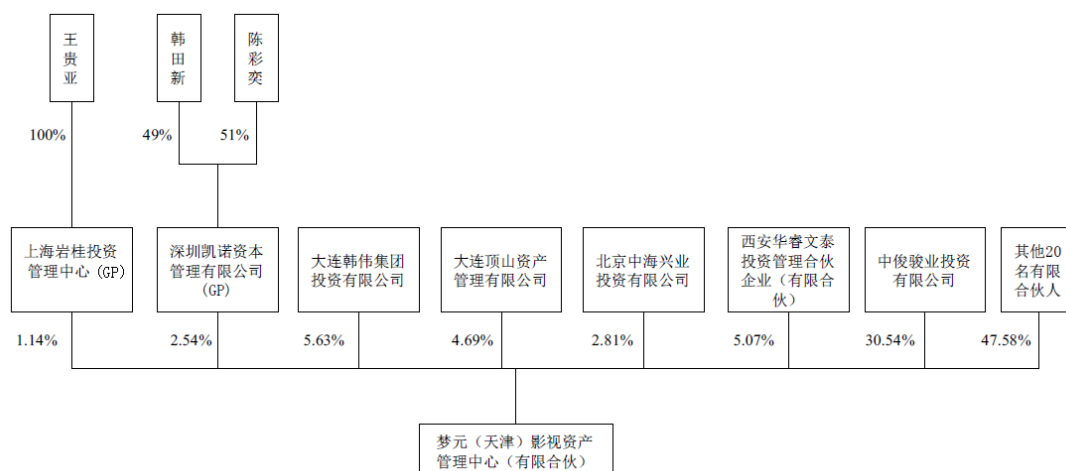 王
贵
亚
韩
田
新
陈
彩
奕
100%
49%
51%
上海岩桂投资
管理中心(GP)
深圳凯诺资本
管理有限公司
(GP)
大连韩伟集团
投资有限公司
大连顶山资产
管理有限公司
北京中海兴业
投资有限公司
西安华睿文泰
投资管理合伙
企业（有限合
伙）
中俊骏业投资
有限公司
其他20
名有限
合伙人
1.14%
2.54%
5.63%
4.69%
2.81%
5.07%
30.54%
47.58%
梦元（天津）影视资产
管理中心（有限合伙）